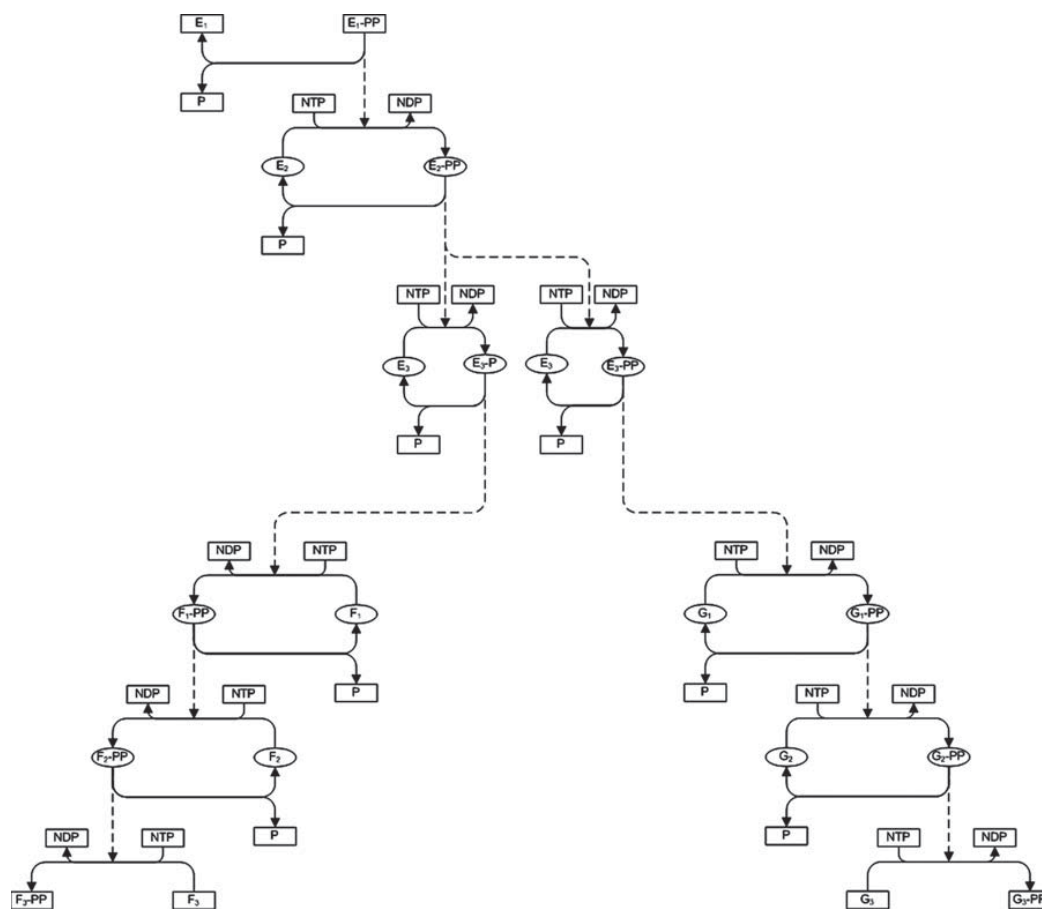 E₁ E₁-PP
P
NTP NDP
E₂ E₂-PP
P
NTP NDP NTP NDP
E₃ E₃-P E₃ E₃-PP
P P
NDP NTP NTP NDP
F₁-PP F₁ G₁ G₁-PP
P P
NDP NTP NTP NDP
F₂-PP F₂ G₂ G₂-PP
P P
NDP NTP NTP NDP
F₃-PP F₃ G₃ G₃-PP